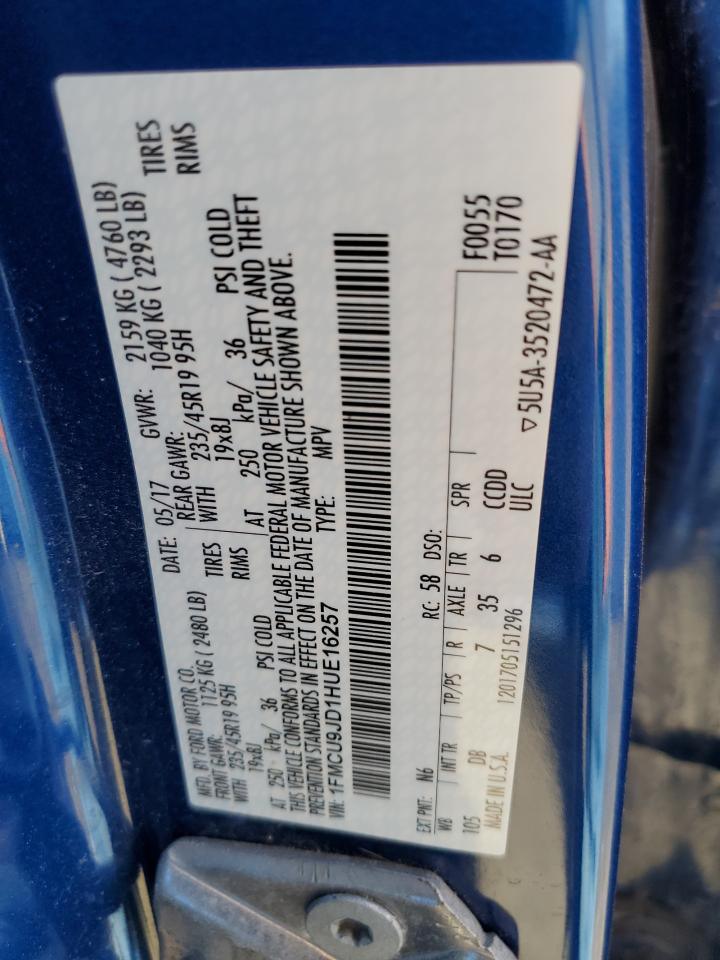 MFD. BY FORD MOTOR CO. DATE: 05/17 GVWR: 2159 KG ( 4760 LB)
FRONT GAWR: 1125 KG ( 2480 LB) REAR GAWR: 1040 KG ( 2293 LB)
WITH 235/45R19 95H TIRES WITH 235/45R19 95H TIRES
19x8J RIMS 19x8J RIMS
AT 250 kPa/ 36 PSI COLD AT 250 kPa/ 36 PSI COLD
THIS VEHICLE CONFORMS TO ALL APPLICABLE FEDERAL MOTOR VEHICLE SAFETY AND THEFT
PREVENTION STANDARDS IN EFFECT ON THE DATE OF MANUFACTURE SHOWN ABOVE.
VIN: 1FMCU9JD1HUE16257 TYPE: MPV
EXT PNT: N6 RC: 58 DSO:
WB INT TR TP/PS R AXLE TR SPR F0055
105 DB 7 35 6 CCDD T0170
MADE IN U.S.A. 1201705151296 ULC
▽5U5A-3520472-AA